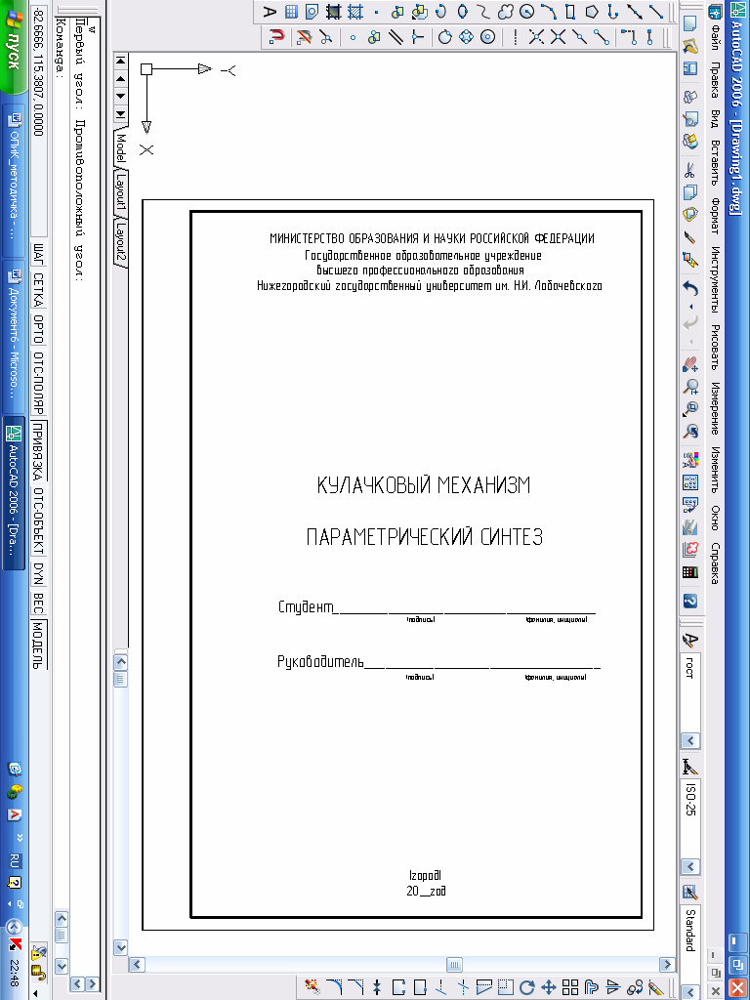 AutoCAD 2006 - [Drawing1.dwg]
Файл Правка Вид Вставить Формат Инструменты Рисовать Измерение Изменить Окно Справка
гост
ISO-25
Standard
МИНИСТЕРСТВО ОБРАЗОВАНИЯ И НАУКИ РОССИЙСКОЙ ФЕДЕРАЦИИ
Государственное образовательное учреждение
высшего профессионального образования
Нижегородский государственный университет им. Н.И. Лобачевского
КУЛАЧКОВЫЙ МЕХАНИЗМ
ПАРАМЕТРИЧЕСКИЙ СИНТЕЗ
Студент
(подпись) (фамилия, инициалы)
Руководитель
(подпись) (фамилия, инициалы)
(город)
20__год
Y
X
Model Layout1 Layout2
Первый угол: Противоположный угол:
Команда:
-82.6666, 115.3807, 0.0000 ШАГ СЕТКА ОРТО ОТС-ПОЛЯР ПРИВЯЗКА ОТС-ОБЪЕКТ DYN ВЕС МОДЕЛЬ
пуск ОПиК_методичка - ... Документ6 - Microso... AutoCAD 2006 - [Dra... RU 22:48